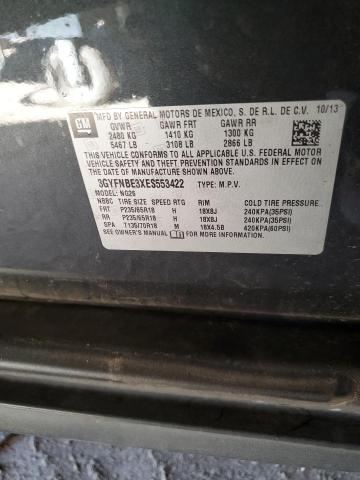 GM
MFD BY GENERAL MOTORS DE MEXICO, S. DE R.L. DE C.V. 10/13
GVWR GAWR FRT GAWR RR
2480 KG 1410 KG 1300 KG
5467 LB 3108 LB 2866 LB
THIS VEHICLE CONFORMS TO ALL APPLICABLE U.S. FEDERAL MOTOR
VEHICLE SAFETY, BUMPER, AND THEFT PREVENTION STANDARDS IN EFFECT ON THE
DATE OF MANUFACTURE SHOWN ABOVE.
3GYFNBE3XES553422 TYPE: M.P.V.
MODEL: NG26
NBBC TIRE SIZE SPEED RTG RIM COLD TIRE PRESSURE
FRT P235/65R18 H 18X8J 240KPA(35PSI)
RR P235/65R18 H 18X8J 240KPA(35PSI)
SPA T135/70R18 M 18X4.5B 420KPA(60PSI)
SEE OWNER'S MANUAL FOR MORE INFORMATION.